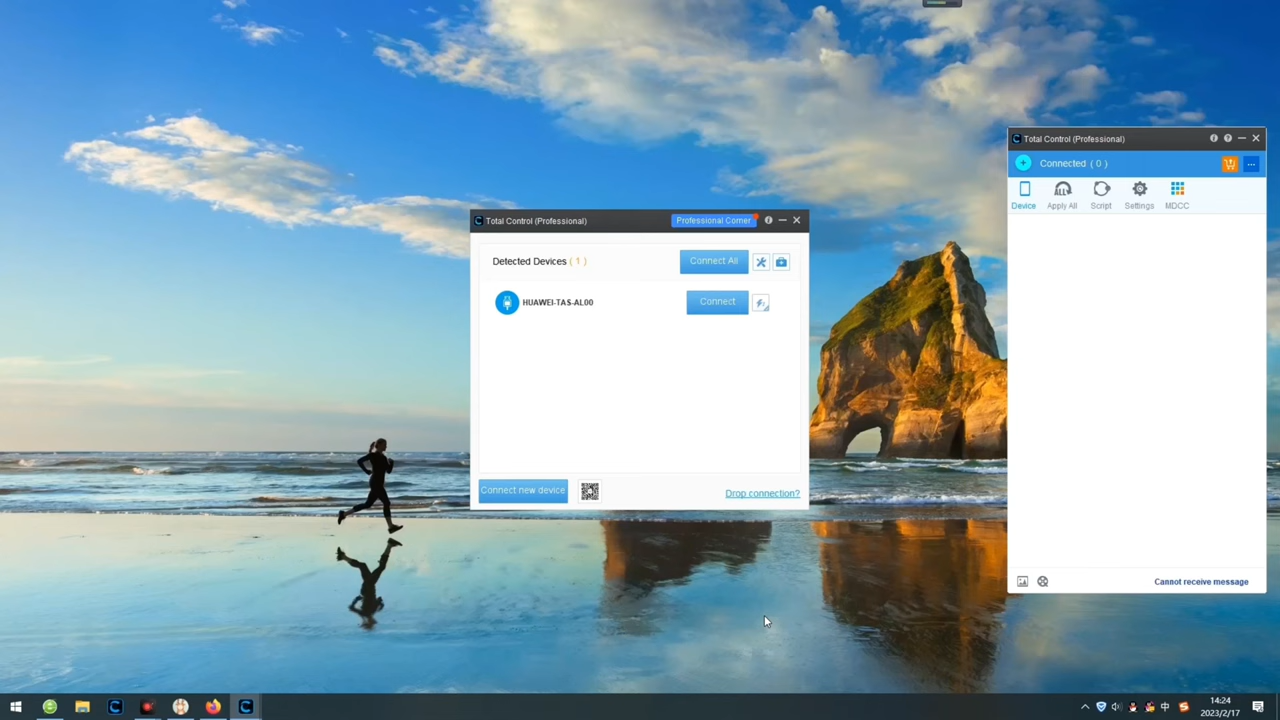 Total Control (Professional)
Professional Corner
Detected Devices ( 1 )
Connect All
HUAWEI-TAS-AL00
Connect
Connect new device
Drop connection?
Total Control (Professional)
Connected ( 0 )
Device
Apply All
Script
Settings
MDCC
Cannot receive message
中
14:24
2023/2/17